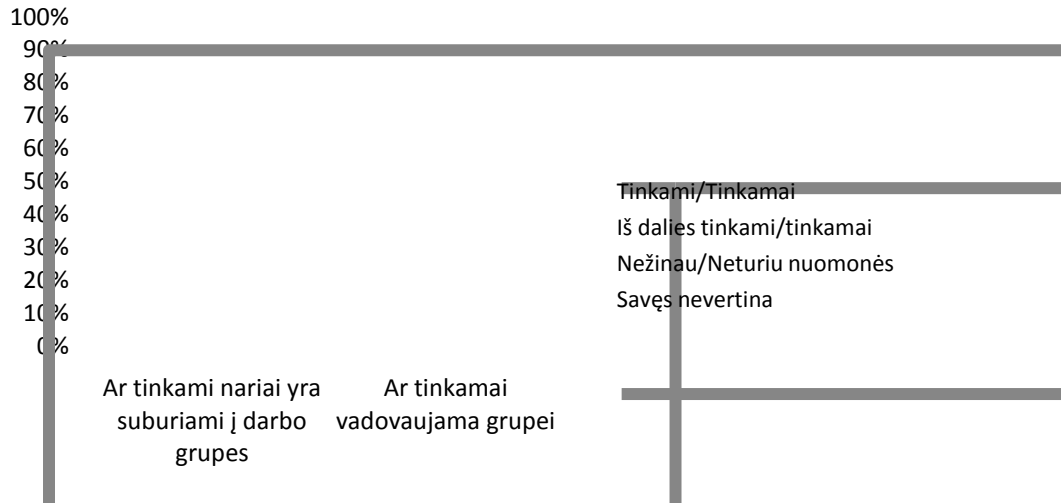 100%
90%
80%
70%
60%
50%
40%
30%
20%
10%
0%
Ar tinkami nariai yra
suburiami į darbo
grupes
Ar tinkamai
vadovaujama grupei
Tinkami/Tinkamai
Iš dalies tinkami/tinkamai
Nežinau/Neturiu nuomonės
Savęs nevertina